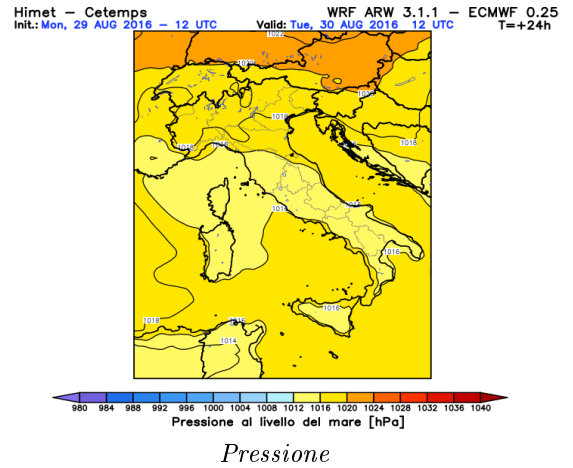 Himet − Cetemps WRF ARW 3.1.1 − ECMWF 0.25
Init.: Mon, 29 AUG 2016 − 12 UTC Valid: Tue, 30 AUG 2016 12 UTC T=+24h
1022
1018
1018
1018
1014
1016
1018
1016
1016
1014
980 984 988 992 996 1000 1004 1008 1012 1016 1020 1024 1028 1032 1036 1040
Pressione al livello del mare [hPa]
Pressione